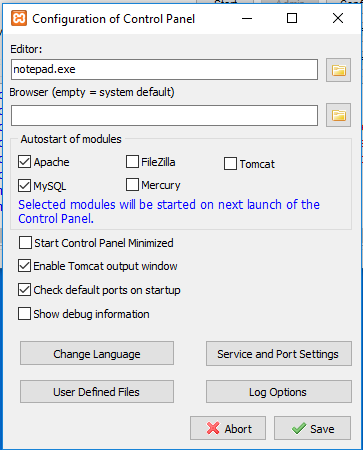 Configuration of Control Panel
Editor:
notepad.exe
Browser (empty = system default)
Autostart of modules
Apache
FileZilla
Tomcat
MySQL
Mercury
Selected modules will be started on next launch of the
Control Panel.
Start Control Panel Minimized
Enable Tomcat output window
Check default ports on startup
Show debug information
Change Language
Service and Port Settings
User Defined Files
Log Options
Abort
Save